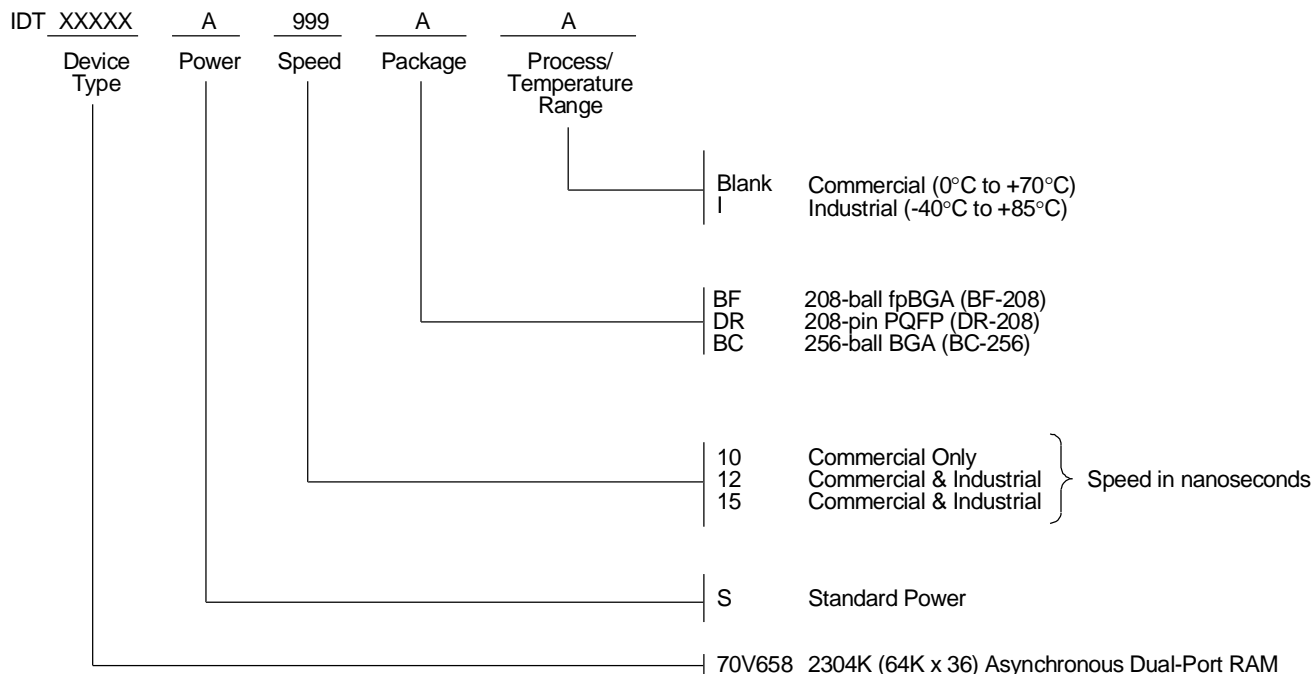 IDT XXXXX A 999 A A
Device Type Power Speed Package Process/ Temperature Range
Blank Commercial (0°C to +70°C)
I Industrial (-40°C to +85°C)
BF 208-ball fpBGA (BF-208)
DR 208-pin PQFP (DR-208)
BC 256-ball BGA (BC-256)
10 Commercial Only
12 Commercial & Industrial Speed in nanoseconds
15 Commercial & Industrial
S Standard Power
70V658 2304K (64K x 36) Asynchronous Dual-Port RAM